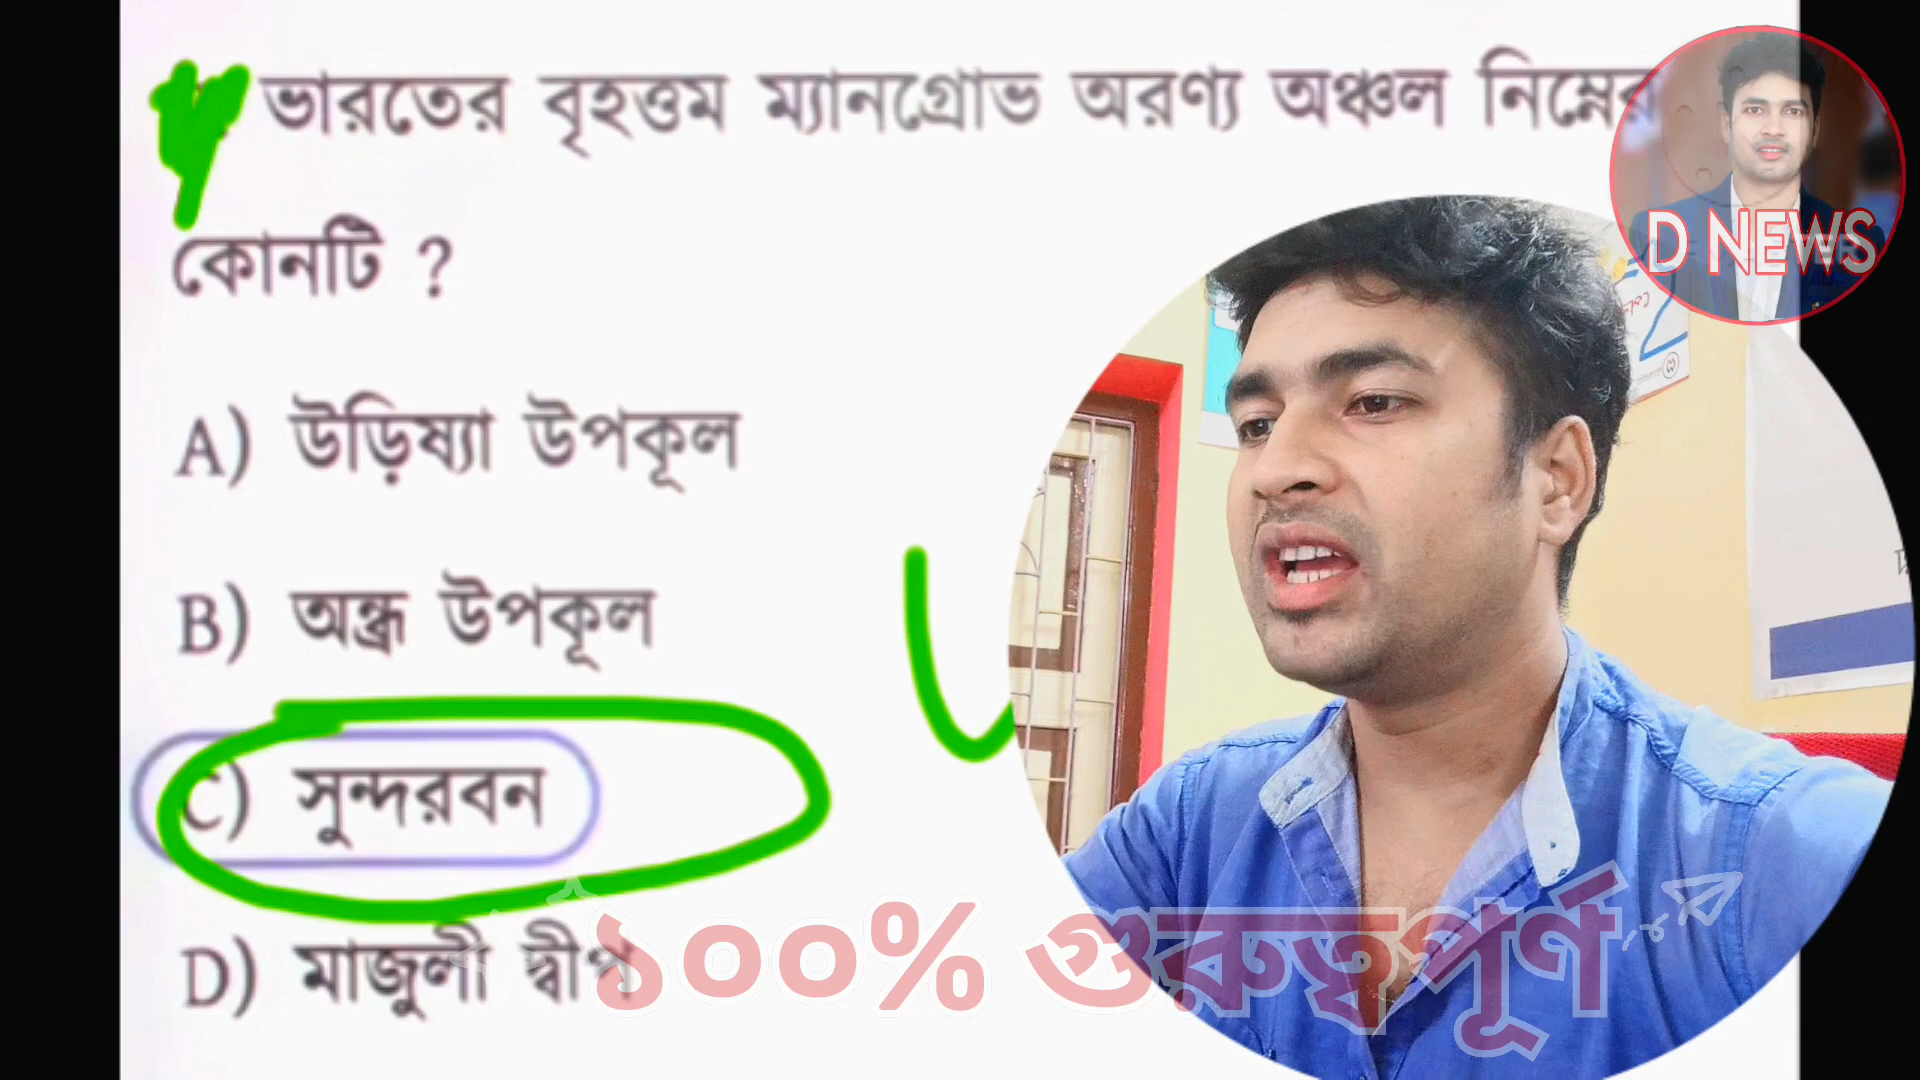 ভারতের বৃহত্তম ম্যানগ্রোভ অরণ্য অঞ্চল নিম্নের
কোনটি ?
A) উড়িষ্যা উপকূল
B) অন্ধ্র উপকূল
C) সুন্দরবন
D) মাজুলী দ্বীপ
১০০% গুরুত্বপূর্ণ
D NEWS